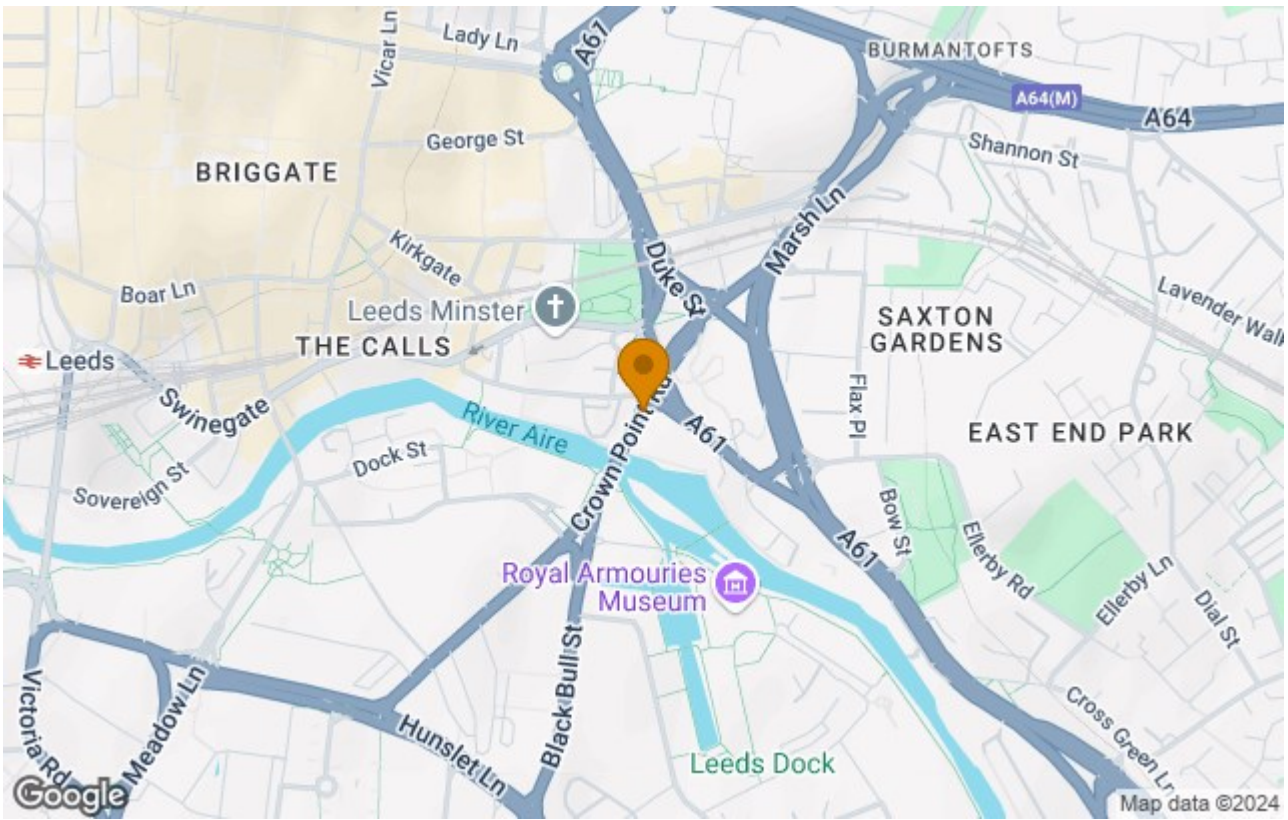 Lady Ln
A61
Vicar Ln
BURMANTOFTS
A64(M)
A64
George St
Shannon St
BRIGGATE
Marsh Ln
Kirkgate
Duke St
Boar Ln
Leeds Minster
Lavender Walk
SAXTON
GARDENS
THE CALLS
Leeds
Swinegate
Flax Pl
Crown Point Rd
River Aire
A61
EAST END PARK
Dock St
Sovereign St
Bow St
A61
Ellerby Rd
Ellerby Ln
Royal Armouries
Museum
Dial St
Black Bull St
Victoria Rd
Meadow Ln
Hunslet Ln
Cross Green Ln
Leeds Dock
Google
Map data ©2024